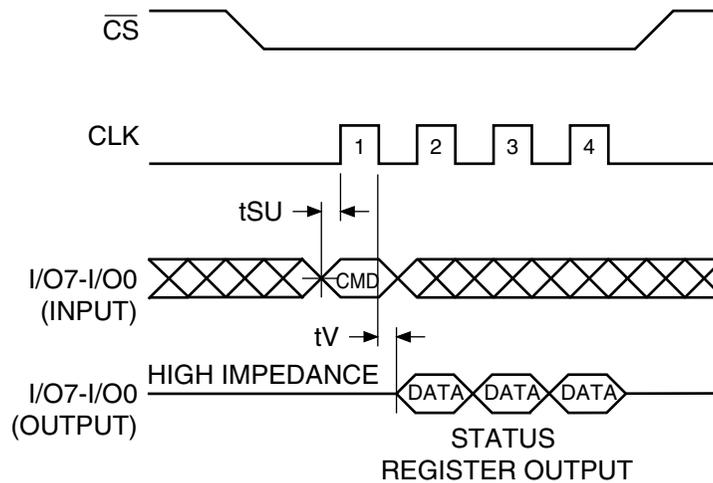 C̅S̅
CLK
1 2 3 4
tSU
I/O7-I/O0
(INPUT)
CMD
tV
HIGH IMPEDANCE
I/O7-I/O0
(OUTPUT)
DATA DATA DATA
STATUS
REGISTER OUTPUT